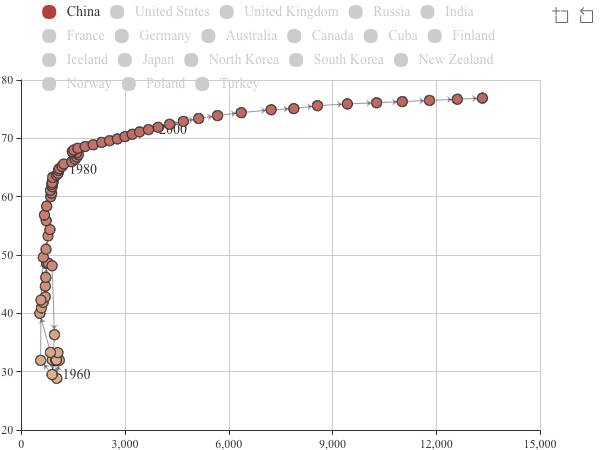 China United States United Kingdom Russia India
France Germany Australia Canada Cuba Finland
Iceland Japan North Korea South Korea New Zealand
Norway Poland Turkey
80
70
60
50
40
30
20
2000
1980
1960
0 3,000 6,000 9,000 12,000 15,000